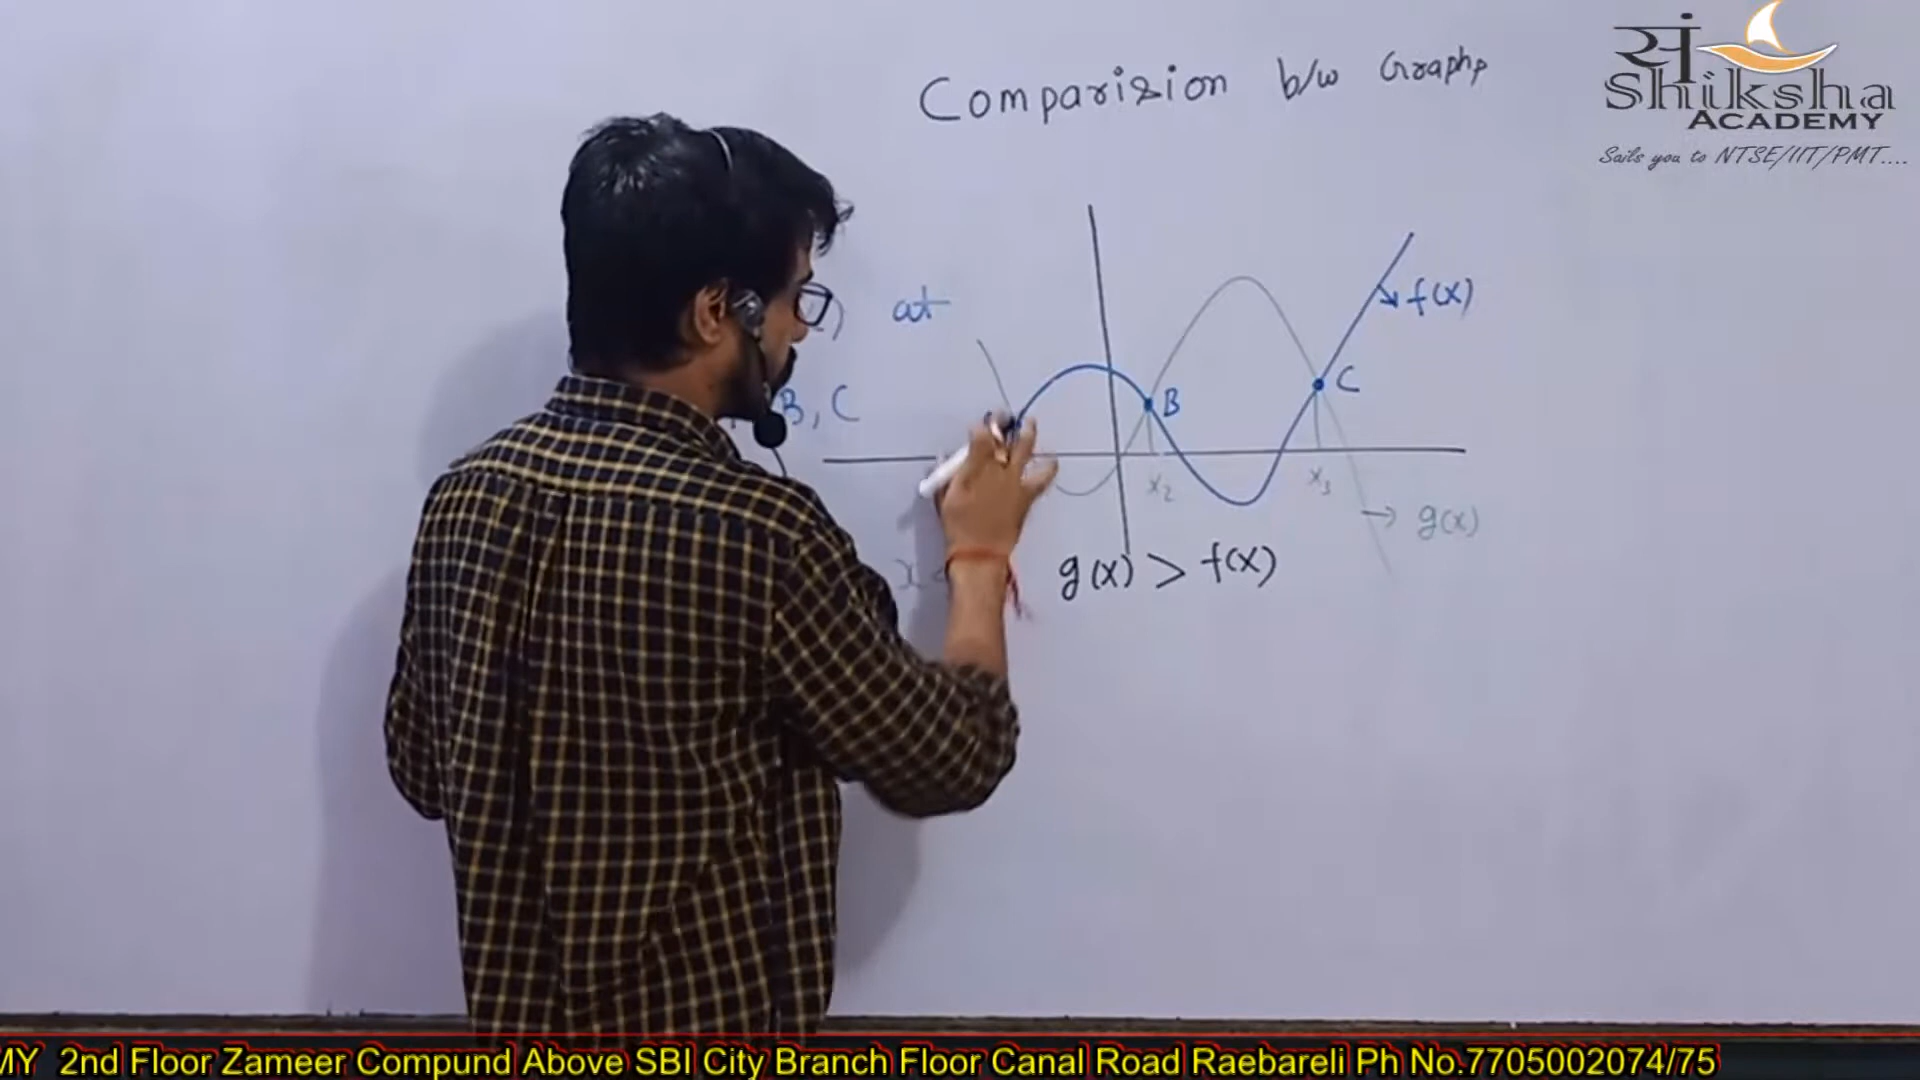 Comparizion b/w Graphs
सं
Shiksha
ACADEMY
Sails you to NTSE/IIT/PMT....
at
f(x)
B, C
B
C
x2
x3
g(x)
x <
g(x) > f(x)
MY 2nd Floor Zameer Compund Above SBI City Branch Floor Canal Road Raebareli Ph No.7705002074/75